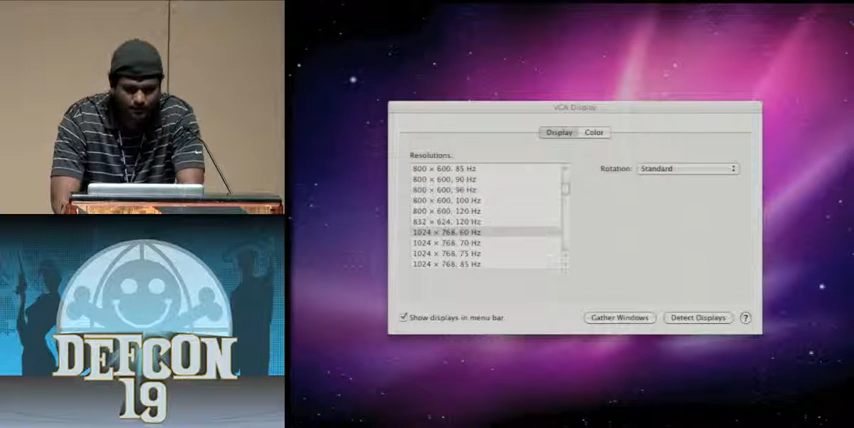 VGA Display
Display Color
Resolutions:
Rotation: Standard
800 × 600, 85 Hz
800 × 600, 90 Hz
800 × 600, 96 Hz
800 × 600, 100 Hz
800 × 600, 120 Hz
832 × 624, 120 Hz
1024 × 768, 60 Hz
1024 × 768, 70 Hz
1024 × 768, 75 Hz
1024 × 768, 85 Hz
Show displays in menu bar
Gather Windows Detect Displays ?
DEFCON
19